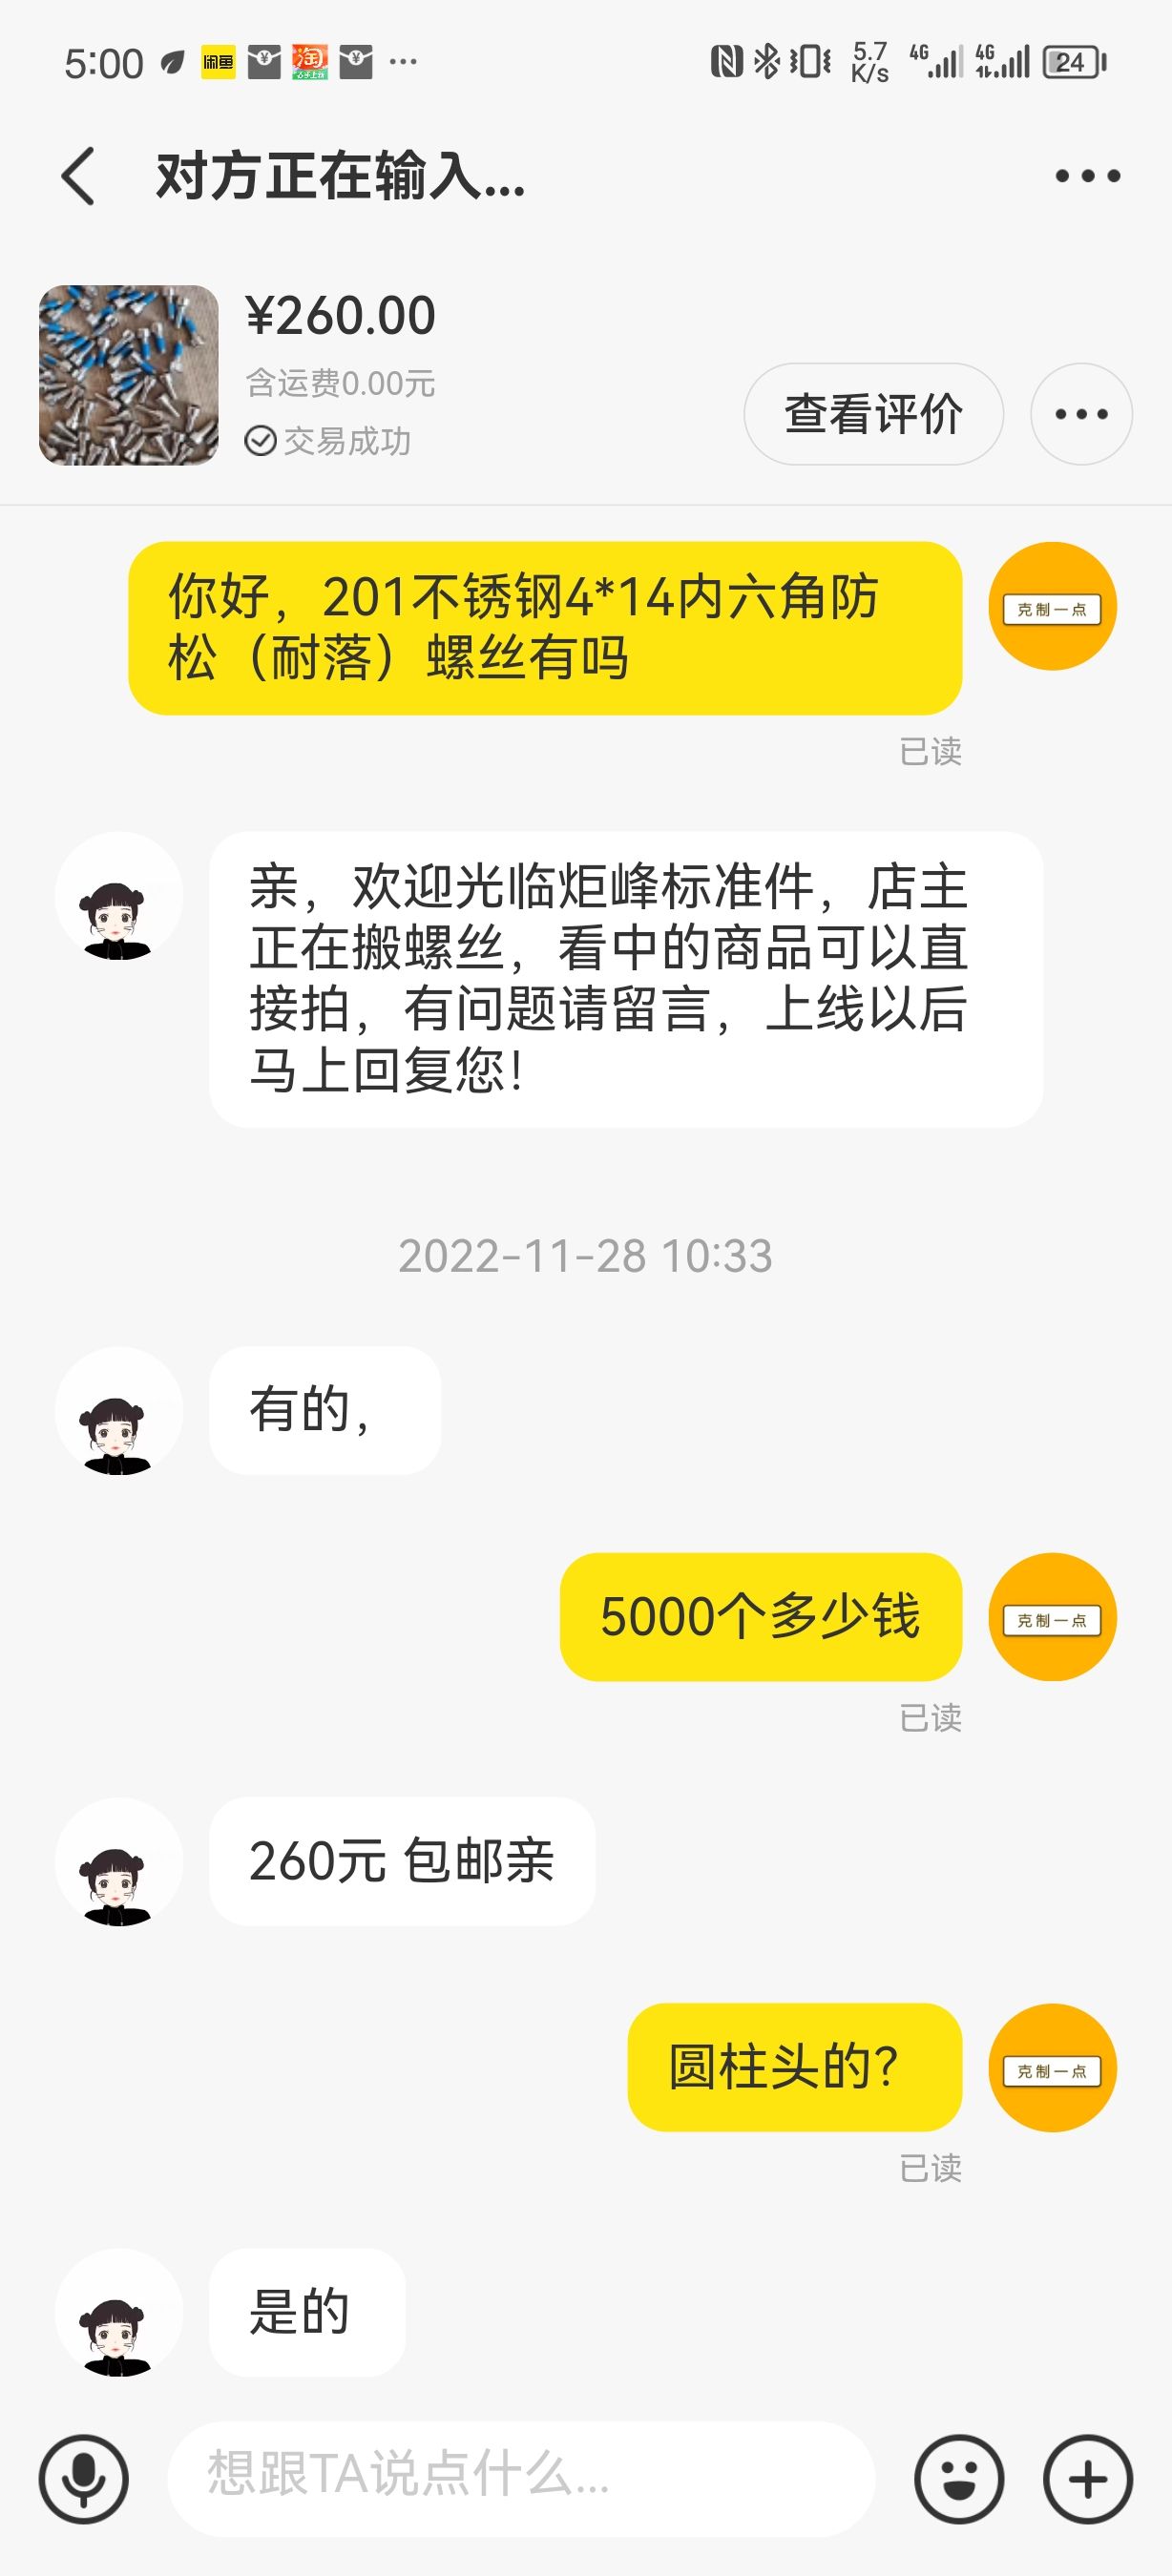 5:00 闲鱼 淘 ...
5.7 K/s 4G 4G 24
对方正在输入...
¥260.00
含运费0.00元
交易成功
查看评价
你好，201不锈钢4*14内六角防
松（耐落）螺丝有吗
克制一点
已读
亲，欢迎光临炬峰标准件，店主
正在搬螺丝，看中的商品可以直
接拍，有问题请留言，上线以后
马上回复您！
2022-11-28 10:33
有的，
5000个多少钱
克制一点
已读
260元 包邮亲
圆柱头的？
克制一点
已读
是的
想跟TA说点什么...